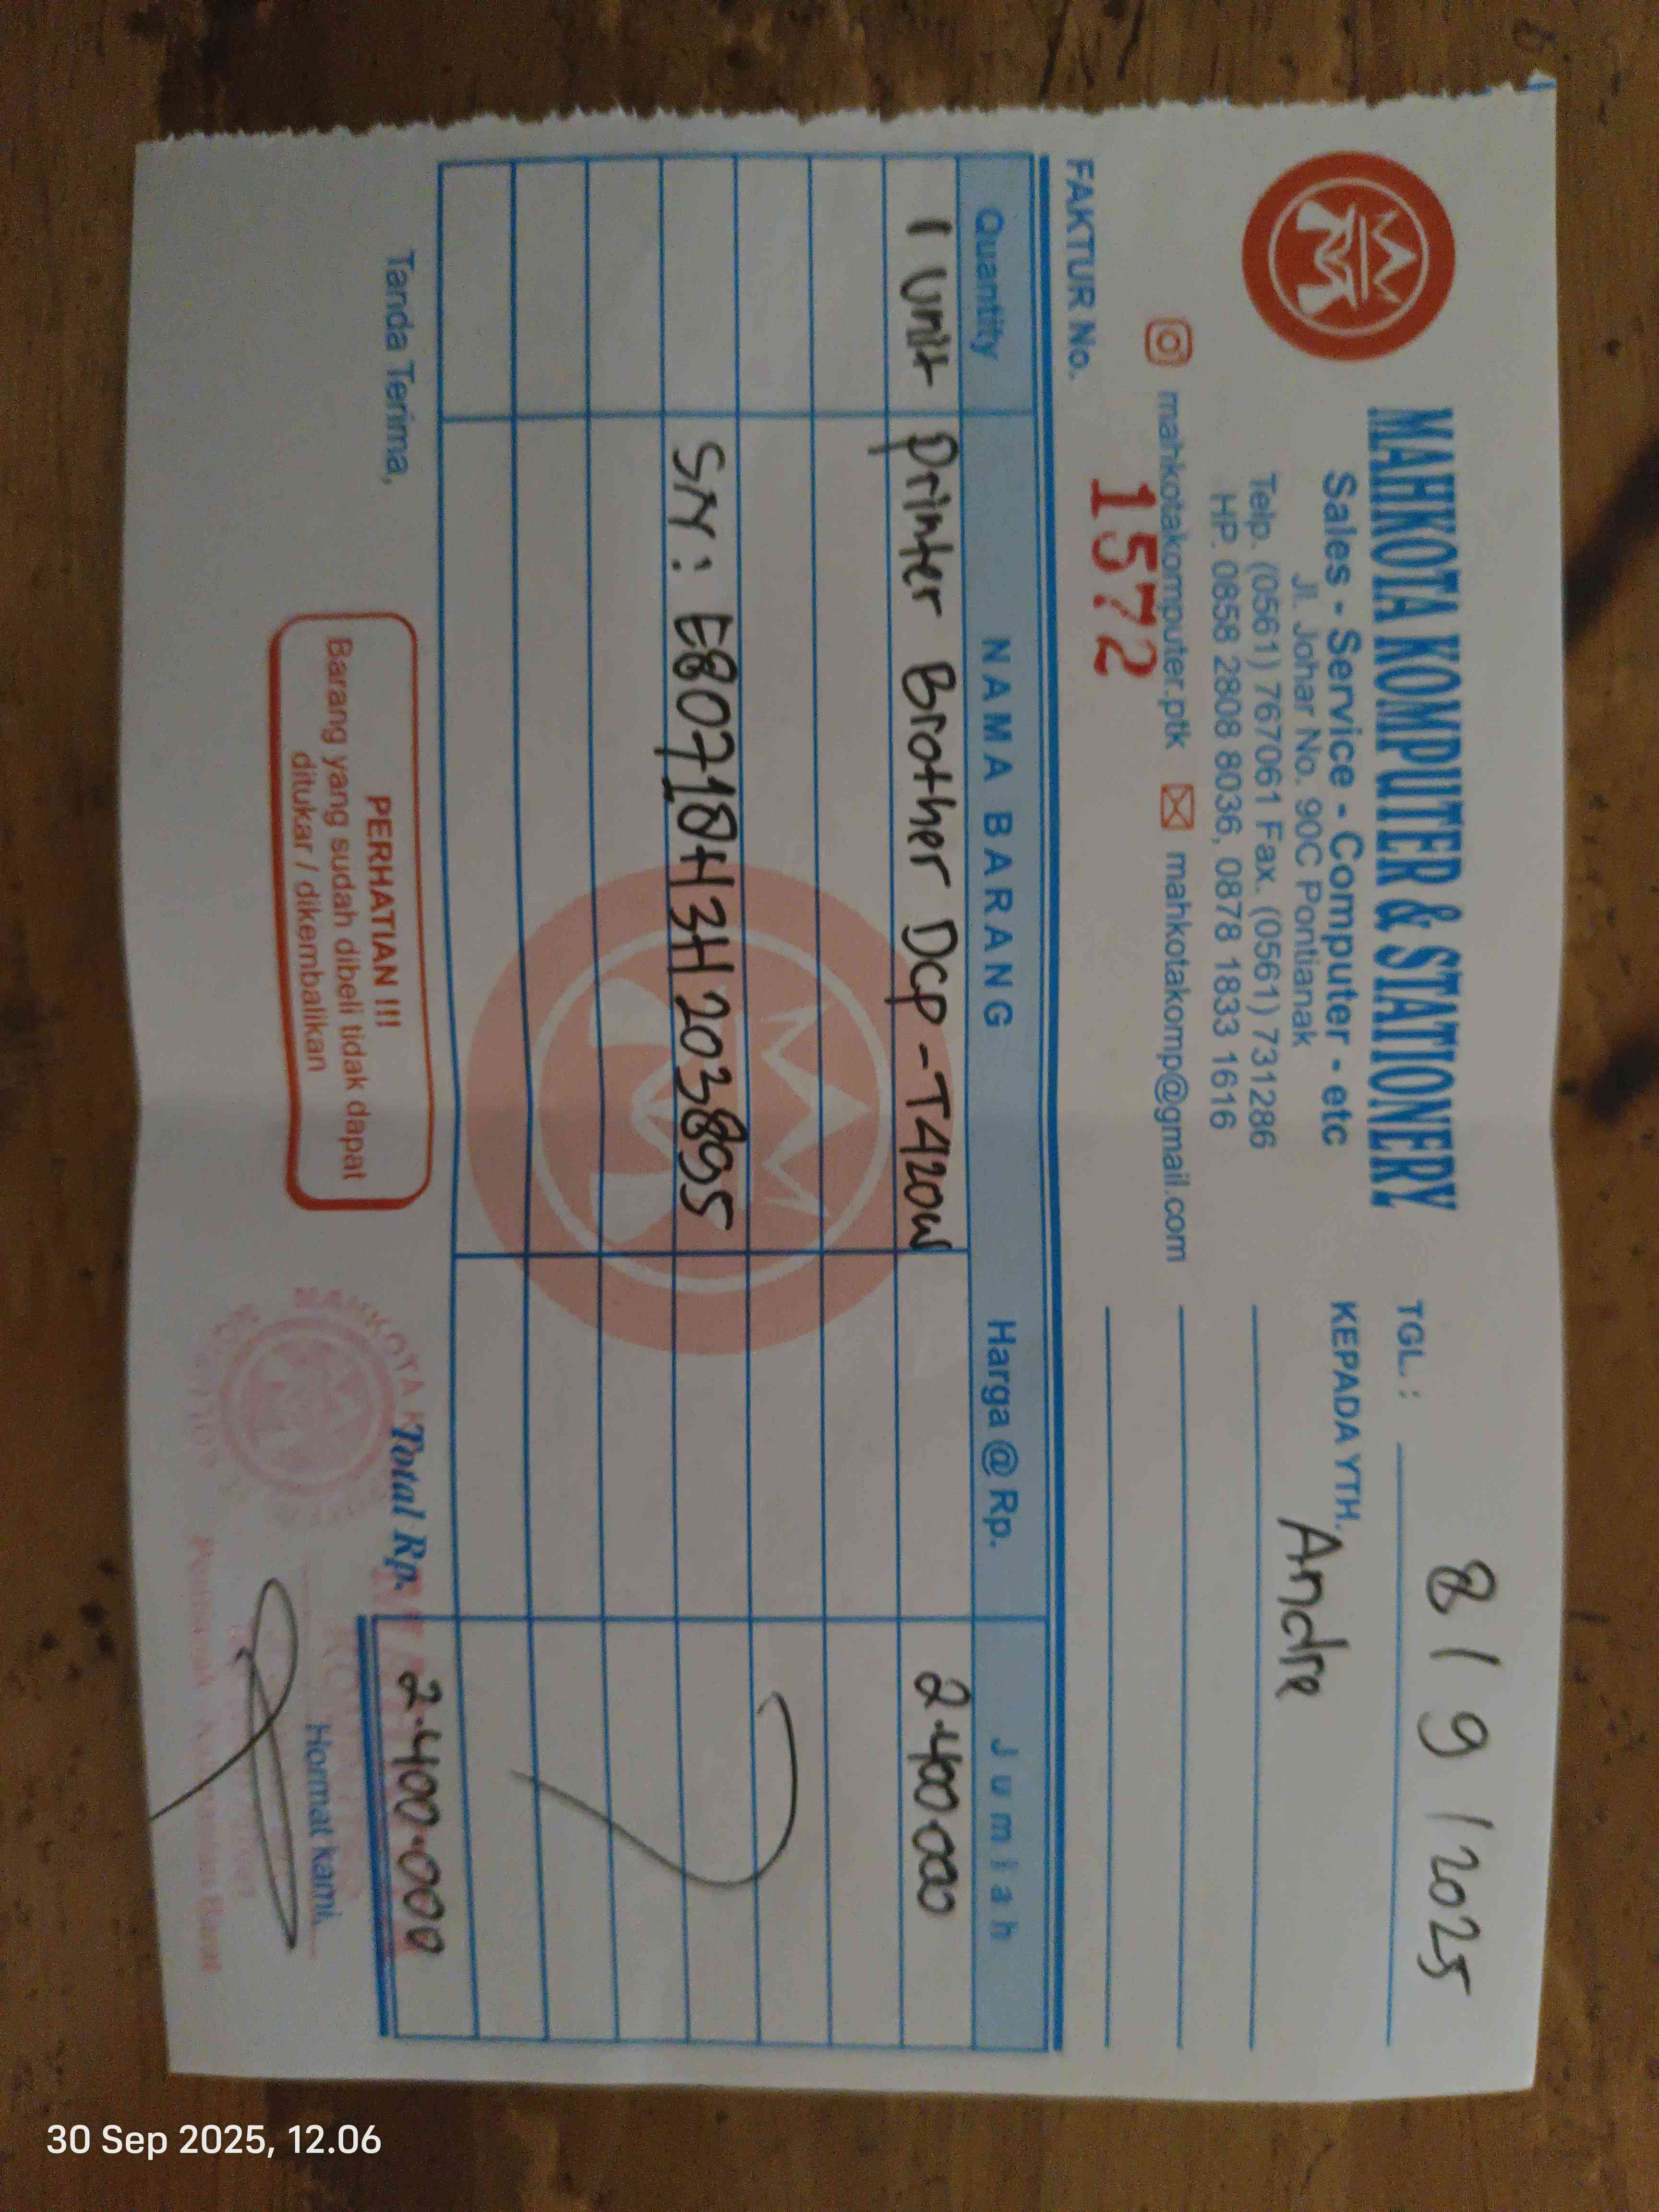 MAHKOTA KOMPUTER & STATIONERY
Sales - Service - Computer - etc
Jl. Johar No. 90C Pontianak
Telp. (0561) 767061 Fax. (0561) 731286
HP. 0858 2808 8036, 0878 1833 1616
mahkotakomputer.ptk mahkotakomp@gmail.com
TGL. : 8 / 9 / 2025
KEPADA YTH.
Andre
FAKTUR No. 1572
Quantity NAMA BARANG Harga @ Rp. Jumlah
1 Unit Printer Brother DCP-T420W 2.400.000
SN : E80718H3H203895
Total Rp. 2.400.000
Tanda Terima,
PERHATIAN !!!
Barang yang sudah dibeli tidak dapat
ditukar / dikembalikan
Hormat kami,
MAHKOTA
30 Sep 2025, 12.06